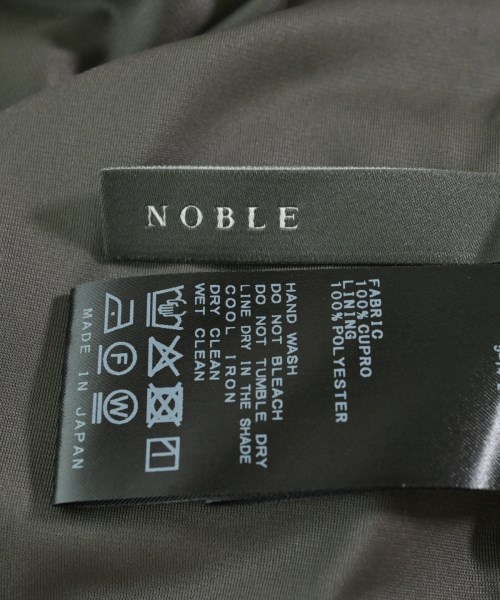 NOBLE
FABRIC
100%CUPRO
LINING
100%POLYESTER
HAND WASH
DO NOT BLEACH
DO NOT TUMBLE DRY
LINE DRY IN THE SHADE
COOL IRON
DRY CLEAN
WET CLEAN
F
W
MADE IN JAPAN